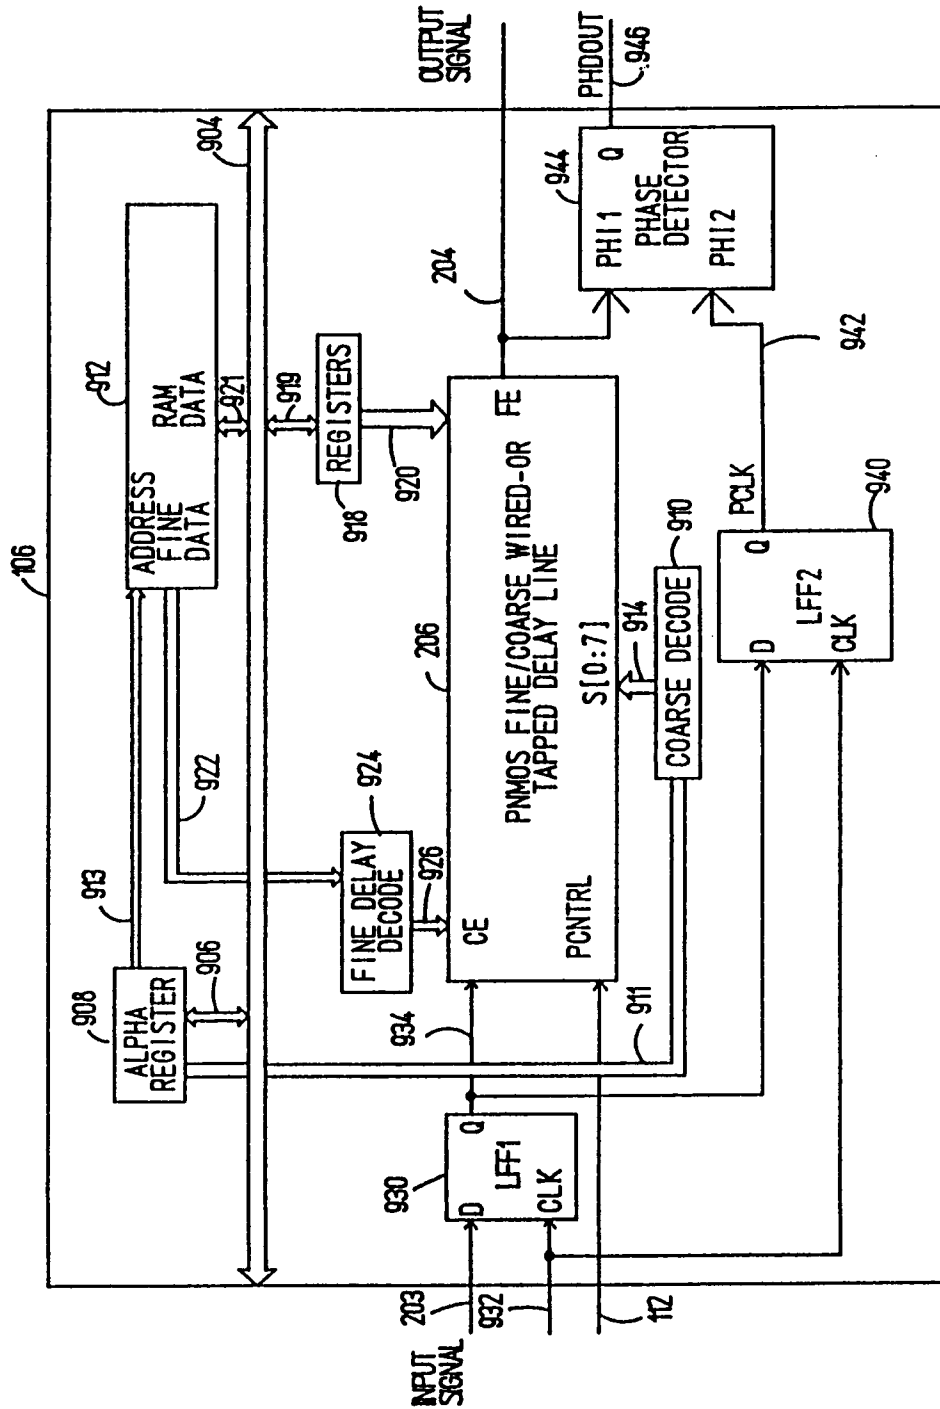 106
904
912
ADDRESS
FINE
DATA
RAM
DATA
913
922
921
919
908
ALPHA
REGISTER
906
924
FINE DELAY
DECODE
926
918
REGISTERS
920
206
204
OUTPUT
SIGNAL
CE
FE
PNMOS FINE/COARSE WIRED-OR
TAPPED DELAY LINE
PCNTRL
S[0:7]
914
COARSE DECODE
910
911
934
930
D
Q
LFF1
CLK
INPUT
SIGNAL
203
932
112
D
Q
LFF2
CLK
940
PCLK
942
944
PHI1
Q
PHASE
DETECTOR
PHI2
PHDOUT
946